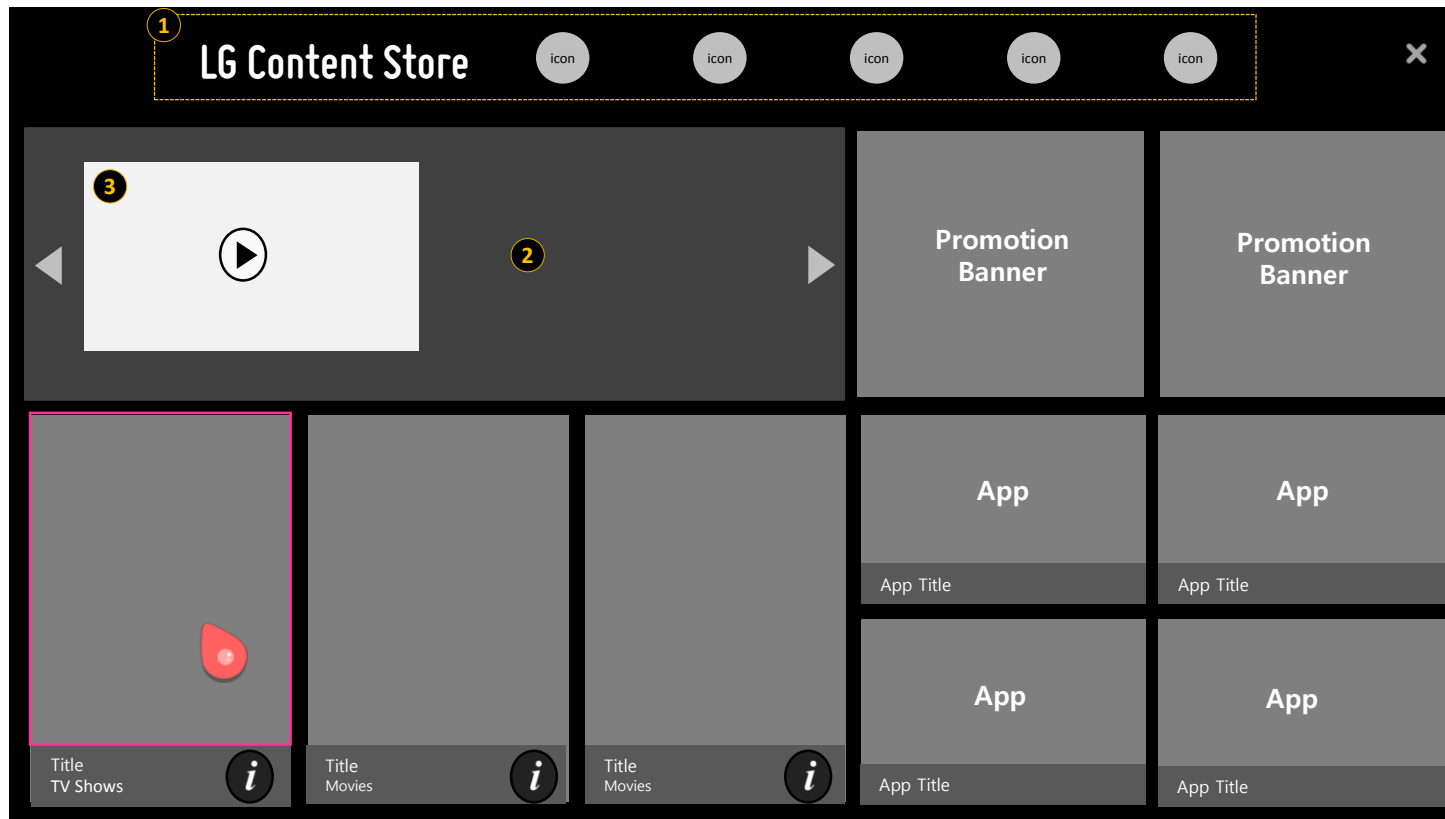 1
LG Content Store
icon
icon
icon
icon
icon
3
2
Promotion
Banner
Promotion
Banner
App
App
App Title
App Title
App
App
Title
TV Shows
i
Title
Movies
i
Title
Movies
i
App Title
App Title